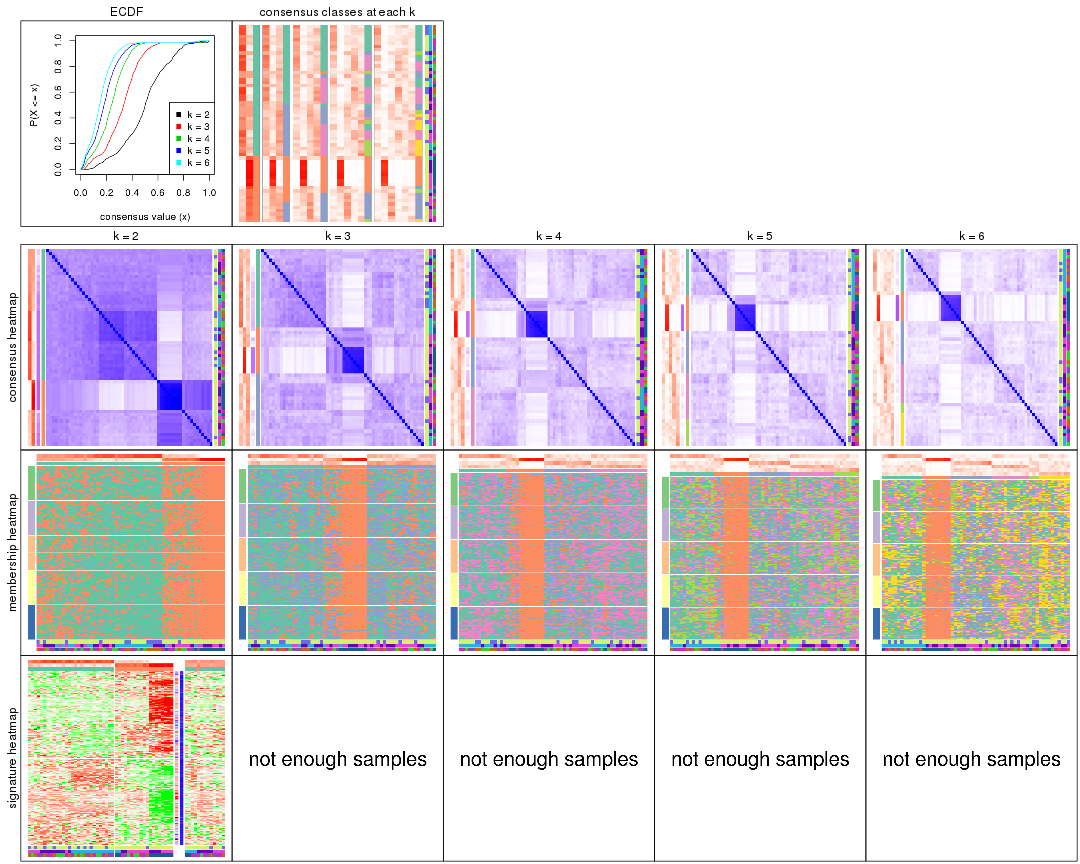 ECDF
consensus classes at each k
P(X <= x)
0.0 0.2 0.4 0.6 0.8 1.0
k = 2
k = 3
k = 4
k = 5
k = 6
0.0 0.2 0.4 0.6 0.8 1.0
consensus value (x)
k = 2 k = 3 k = 4 k = 5 k = 6
consensus heatmap
membership heatmap
signature heatmap
not enough samples not enough samples not enough samples not enough samples